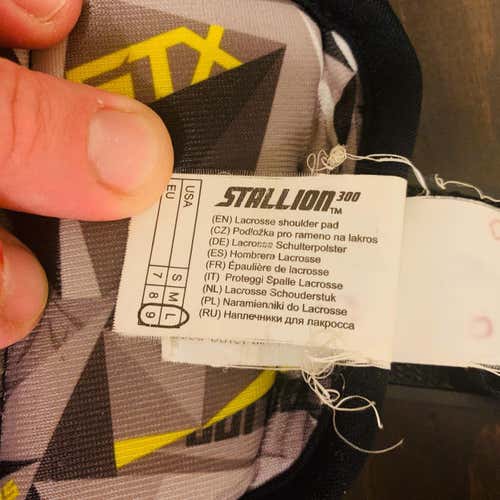 STX
STALLION 300
TM
(EN) Lacrosse shoulder pad
(CZ) Podložka pro rameno na lakros
(DE) Lacrosse Schulterpolster
(ES) Hombrera Lacrosse
(FR) Épaulière de lacrosse
(IT) Proteggi Spalle Lacrosse
(NL) Lacrosse Schouderstuk
(PL) Naramienniki do Lacrosse
(RU) Наплечники для лакросса
USA S M L
EU 7 8 9